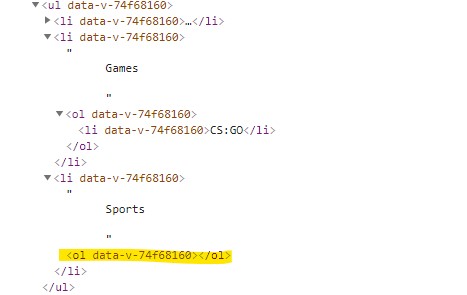 ▼<ul data-v-74f68160>
▶<li data-v-74f68160>…</li>
▼<li data-v-74f68160>
"
Games
"
▼<ol data-v-74f68160>
<li data-v-74f68160>CS:GO</li>
</ol>
</li>
▼<li data-v-74f68160>
"
Sports
"
<ol data-v-74f68160></ol>
</li>
</ul>